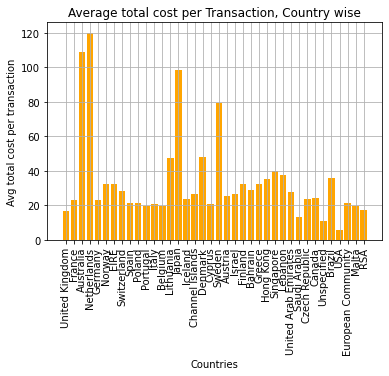 Average total cost per Transaction, Country wise
Avg total cost per transaction
120
100
80
60
40
20
0
United Kingdom
France
Australia
Netherlands
Germany
Norway
EIRE
Switzerland
Spain
Poland
Portugal
Italy
Belgium
Lithuania
Japan
Iceland
Channel Islands
Denmark
Cyprus
Sweden
Austria
Israel
Finland
Bahrain
Greece
Hong Kong
Singapore
Lebanon
United Arab Emirates
Saudi Arabia
Czech Republic
Canada
Unspecified
Brazil
USA
European Community
Malta
RSA
Countries